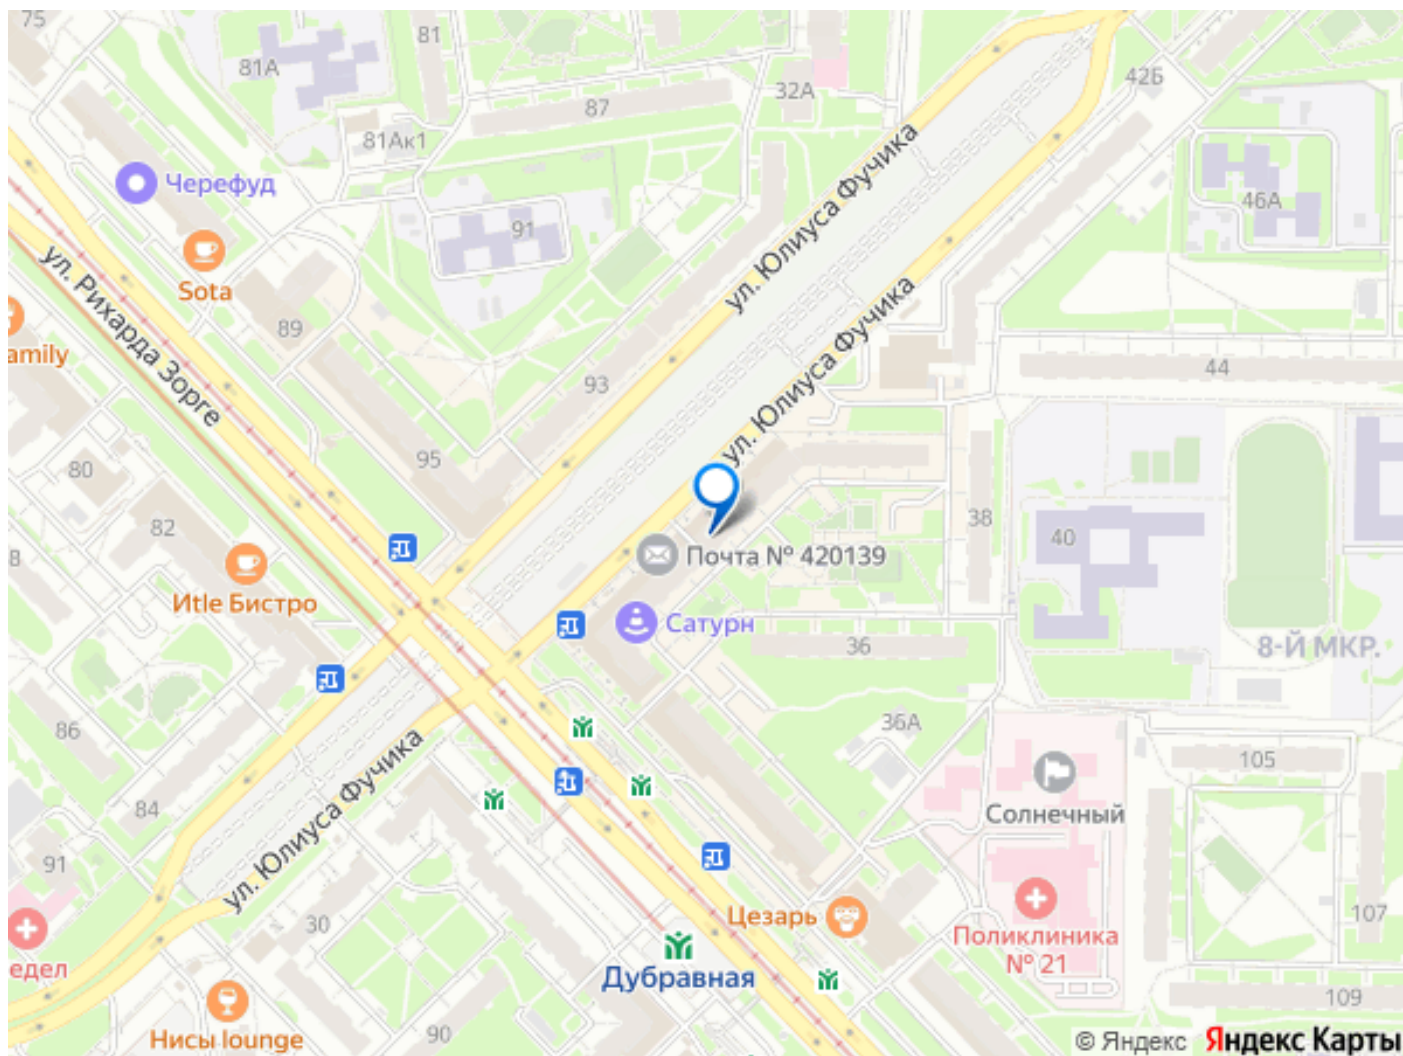 75
81
81А
42Б
32А
87
81Ак1
Черефуд
46А
91
ул. Юлиуса Фучика
ул. Рихарда Зорге
Sota
89
amily
ул. Юлиуса Фучика
44
93
95
80
82
38
40
8
Почта № 420139
Иtle Бистро
Сатурн
36
8-Й МКР.
86
36А
ул. Юлиуса Фучика
105
84
Солнечный
91
30
Цезарь
107
Поликлиника
№ 21
едел
Дубравная
109
90
Нисы lounge
© Яндекс Яндекс Карты